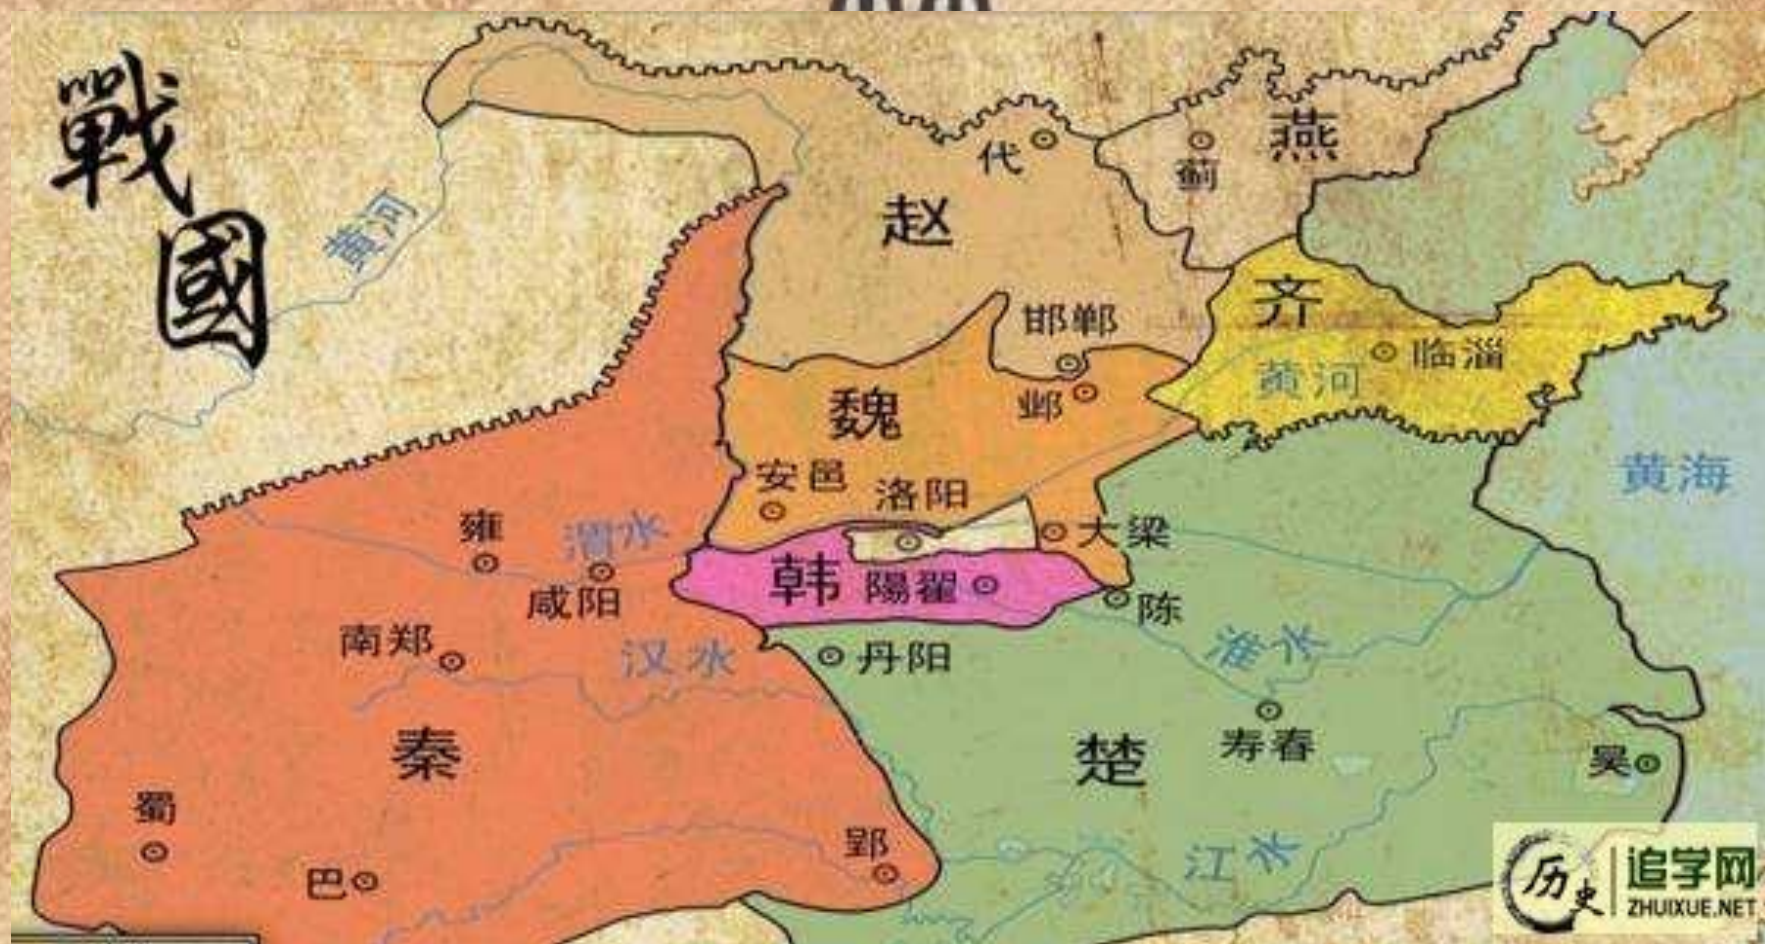 戰
國
黄河
代
蓟
燕
赵
邯郸
邺
齐
临淄
黄河
黄海
魏
安邑
洛阳
大梁
雍
渭水
咸阳
韩
陽翟
陈
南郑
汉水
丹阳
淮水
秦
楚
寿春
吴
蜀
巴
郢
江水
历史
追学网
ZHUIXUE.NET